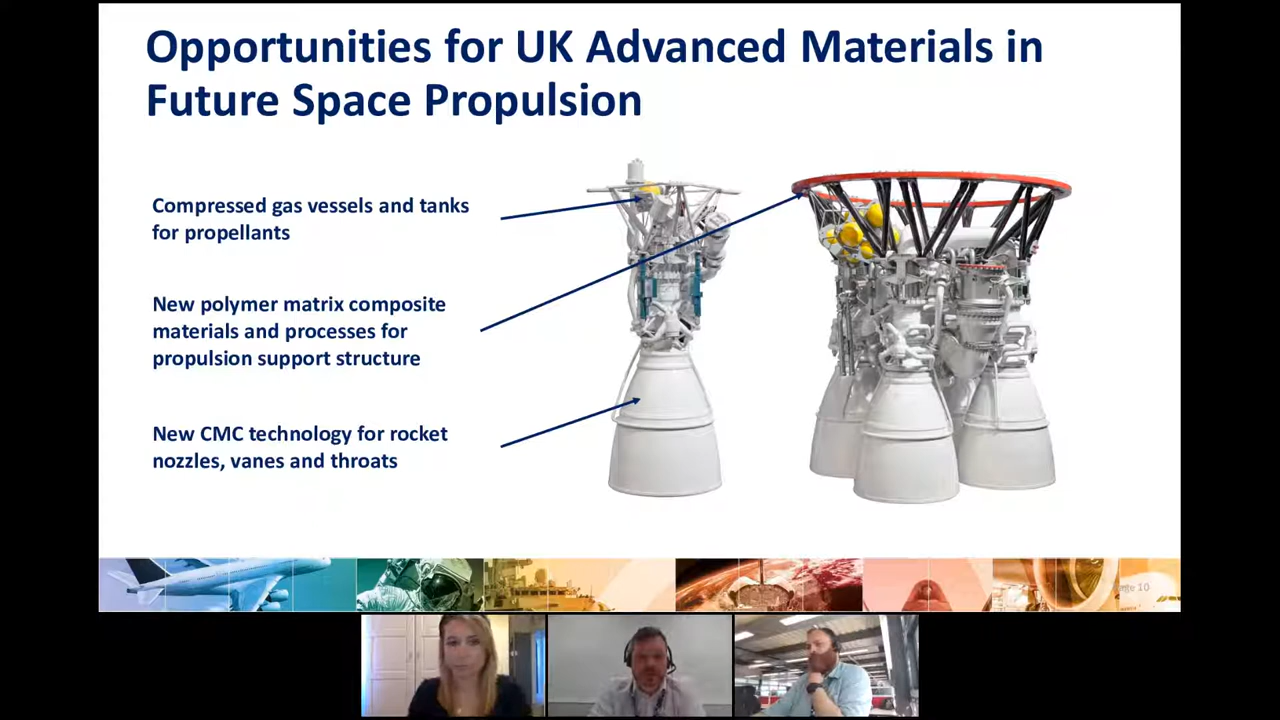 Opportunities for UK Advanced Materials in
Future Space Propulsion
Compressed gas vessels and tanks
for propellants
New polymer matrix composite
materials and processes for
propulsion support structure
New CMC technology for rocket
nozzles, vanes and throats
10